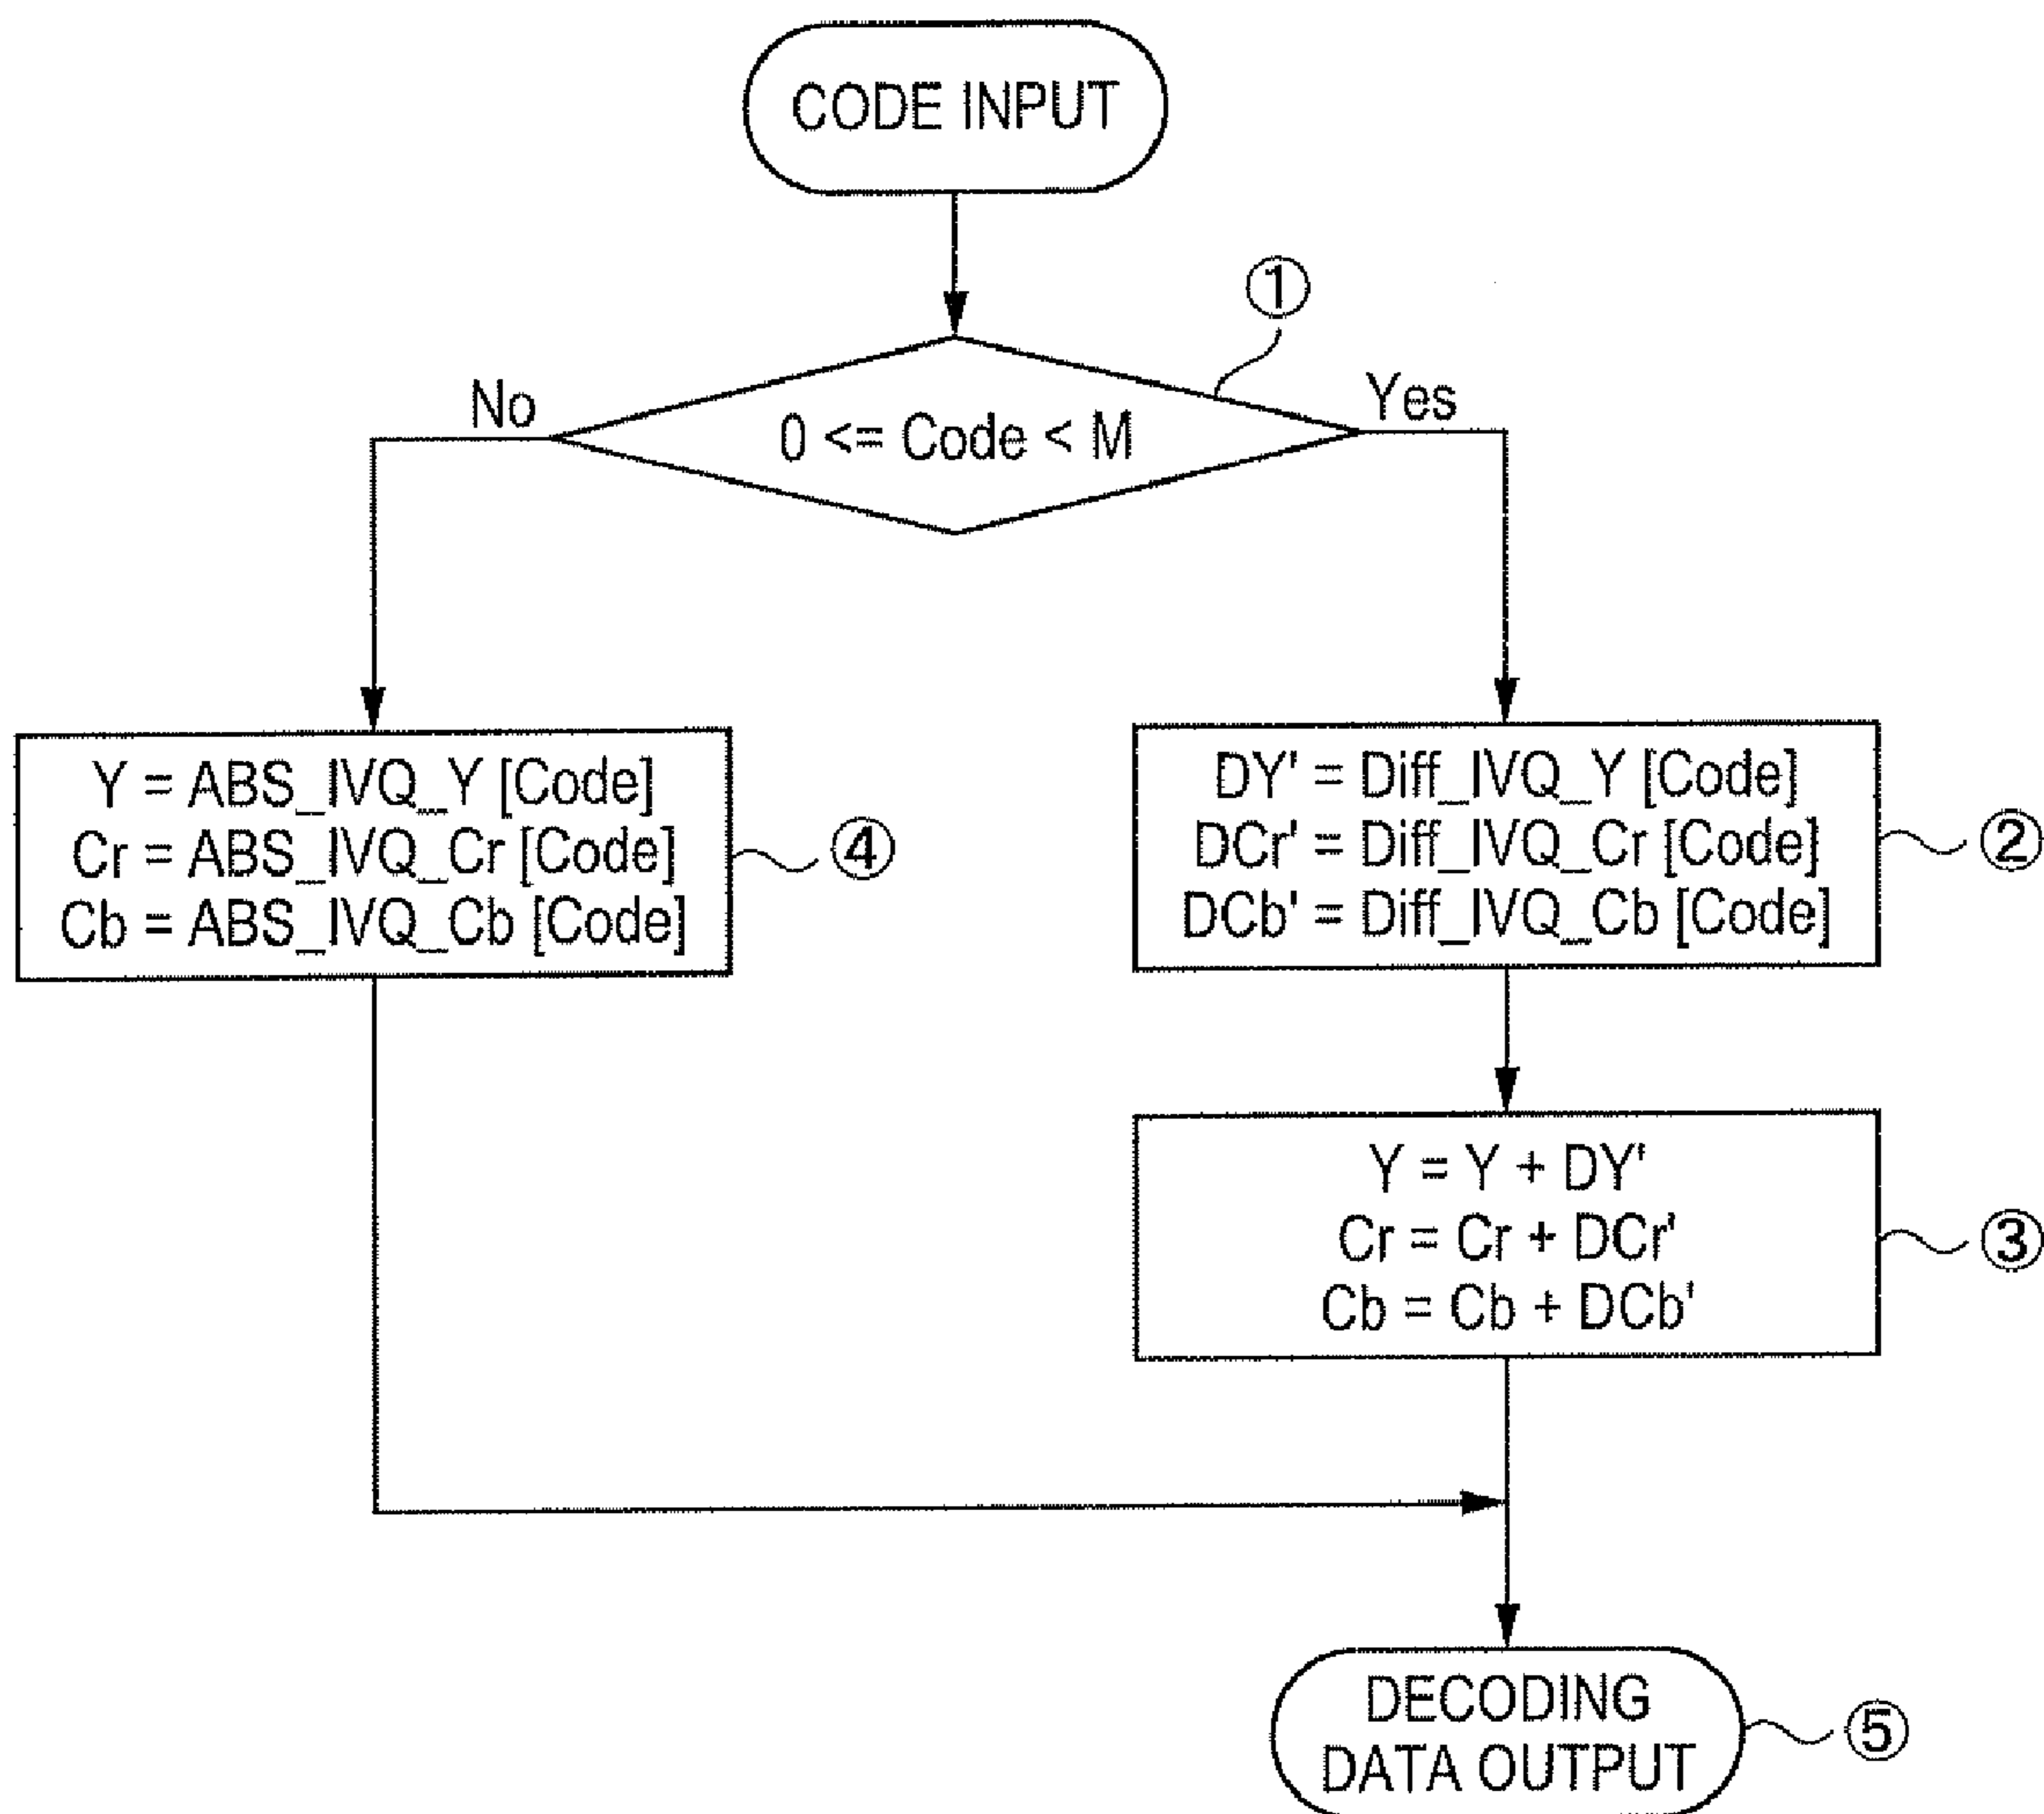 CODE INPUT
①
No
Yes
0 <= Code < M
Y = ABS_IVQ_Y [Code]
Cr = ABS_IVQ_Cr [Code]
Cb = ABS_IVQ_Cb [Code]
④
DY' = Diff_IVQ_Y [Code]
DCr' = Diff_IVQ_Cr [Code]
DCb' = Diff_IVQ_Cb [Code]
②
Y = Y + DY'
Cr = Cr + DCr'
Cb = Cb + DCb'
③
DECODING
DATA OUTPUT
⑤